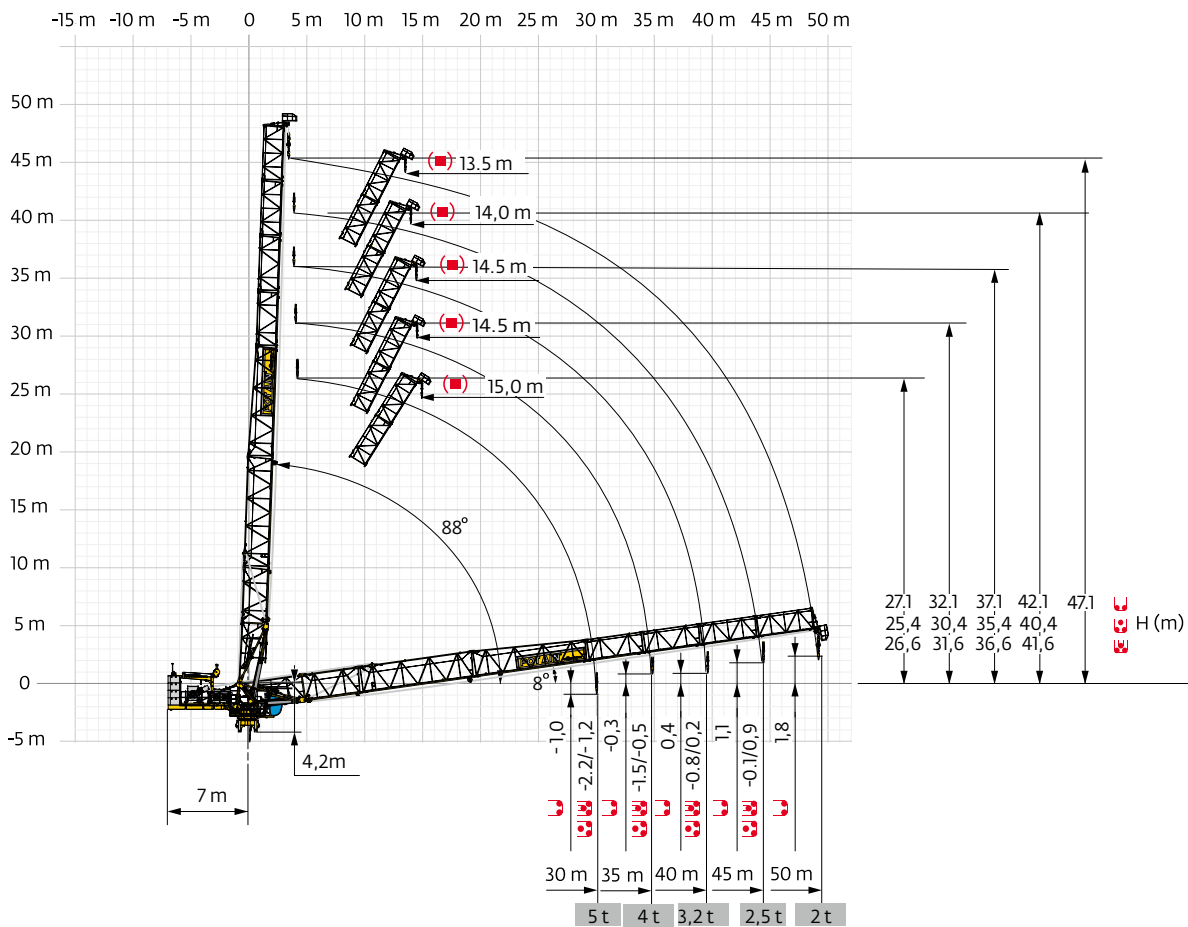 -15 m -10 m -5 m 0 5 m 10 m 15 m 20 m 25 m 30 m 35 m 40 m 45 m 50 m
50 m
45 m
13.5 m
40 m
14,0 m
35 m
14.5 m
30 m
14.5 m
25 m
15,0 m
20 m
15 m
88°
10 m
27.1 32.1 37.1 42.1 47.1
25,4 30,4 35,4 40,4 H (m)
26,6 31,6 36,6 41,6
5 m
0
8°
-5 m
4,2m
7 m
-1,0
-2.2/-1,2
-0,3
-1.5/-0,5
0,4
-0.8/0,2
1,1
-0.1/0,9
1,8
30 m 35 m 40 m 45 m 50 m
5 t 4 t 3,2 t 2,5 t 2 t